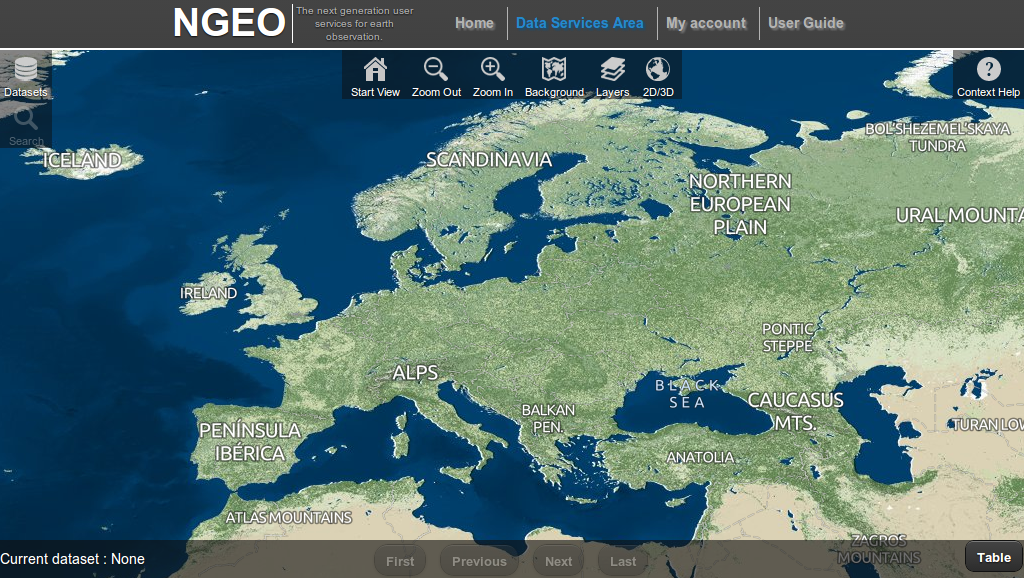 NGEO
The next generation user
services for earth
observation.
Home
Data Services Area
My account
User Guide
Datasets
Search
Start View
Zoom Out
Zoom In
Background
Layers
2D/3D
Context Help
ICELAND
SCANDINAVIA
BOL'SHEZEMEL'SKAYA
TUNDRA
NORTHERN
EUROPEAN
PLAIN
URAL MOUNTA
IRELAND
PONTIC
STEPPE
ALPS
BLACK
SEA
CAUCASUS
MTS.
BALKAN
PEN.
PENÍNSULA
IBÉRICA
TURAN LOW
ANATOLIA
ATLAS MOUNTAINS
ZAGROS
MOUNTAINS
Current dataset : None
First
Previous
Next
Last
Table